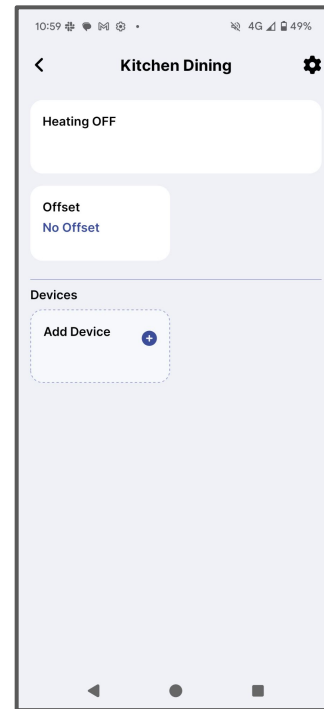 10:59
4G 49%
Kitchen Dining
Heating OFF
Offset
No Offset
Devices
Add Device